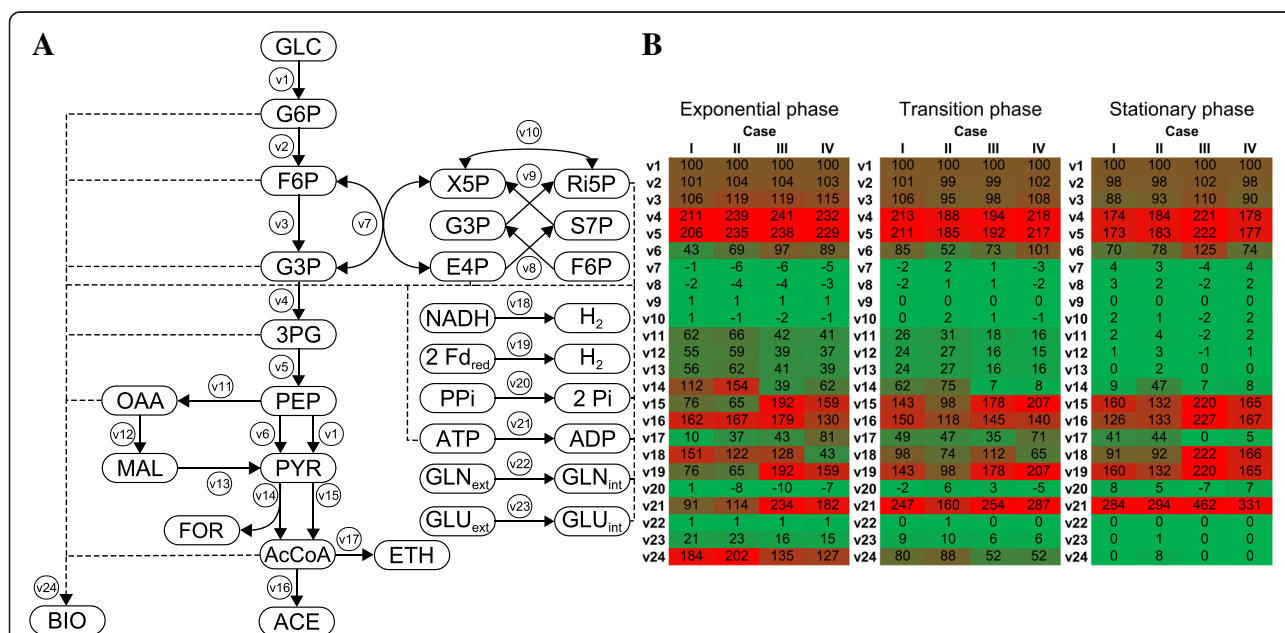 A
GLC
v1
G6P
v2
F6P
v3
G3P
v4
3PG
v5
PEP
v11
OAA
v12
MAL
v13
v6
v1
PYR
v14
v15
FOR
AcCoA
v17
ETH
v16
ACE
v24
BIO
v7
v10
X5P
v9
Ri5P
G3P
S7P
E4P
v8
F6P
NADH
v18
H2
2 Fdred
v19
H2
PPi
v20
2 Pi
ATP
v21
ADP
GLNext
v22
GLNint
GLUext
v23
GLUint
B
Exponential phase Transition phase Stationary phase
Case Case Case
I II III IV I II III IV I II III IV
v1 100 100 100 100 v1 100 100 100 100 v1 100 100 100 100
v2 101 104 104 103 v2 101 99 99 102 v2 98 98 102 98
v3 106 119 119 115 v3 106 95 98 108 v3 88 93 110 90
v4 211 239 241 232 v4 213 188 194 218 v4 174 184 221 178
v5 206 235 238 229 v5 211 185 192 217 v5 173 183 222 177
v6 43 69 97 89 v6 85 52 73 101 v6 70 78 125 74
v7 -1 -6 -6 -5 v7 -2 2 1 -3 v7 4 3 -4 4
v8 -2 -4 -4 -3 v8 -2 1 1 -2 v8 3 2 -2 2
v9 1 1 1 1 v9 0 0 0 0 v9 0 0 0 0
v10 1 -1 -2 -1 v10 0 2 1 -1 v10 2 1 -2 2
v11 62 66 42 41 v11 26 31 18 16 v11 2 4 -2 2
v12 55 59 39 37 v12 24 27 16 15 v12 1 3 -1 1
v13 56 62 41 39 v13 24 27 16 16 v13 0 2 0 0
v14 112 154 39 62 v14 62 75 7 8 v14 9 47 7 8
v15 76 65 192 159 v15 143 98 178 207 v15 160 132 220 165
v16 162 167 179 130 v16 150 118 145 140 v16 126 133 227 167
v17 10 37 43 81 v17 49 47 35 71 v17 41 44 0 5
v18 151 122 128 43 v18 98 74 112 65 v18 91 92 222 166
v19 76 65 192 159 v19 143 98 178 207 v19 160 132 220 165
v20 1 -8 -10 -7 v20 -2 6 3 -5 v20 8 5 -7 7
v21 91 114 234 182 v21 247 160 254 287 v21 284 294 462 331
v22 1 1 1 1 v22 0 1 0 0 v22 0 0 0 0
v23 21 23 16 15 v23 9 10 6 6 v23 0 1 0 0
v24 184 202 135 127 v24 80 88 52 52 v24 0 8 0 0